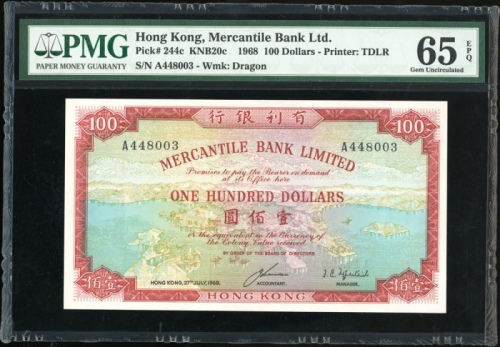 PMG
PAPER MONEY GUARANTY
Hong Kong, Mercantile Bank Ltd.
Pick# 244c KNB20c 1968 100 Dollars - Printer: TDLR
S/N A448003 - Wmk: Dragon
65 EPQ
Gem Uncirculated
100 行銀利有 100
A448003 A448003
MERCANTILE BANK LIMITED
Promises to pay the Bearer on demand
at its Office here
ONE HUNDRED DOLLARS
圓佰壹
or the equivalent in the Currency of
the Colony, Value received
BY ORDER OF THE BOARD OF DIRECTORS
HONG KONG, 27TH JULY, 1968.
ACCOUNTANT.
MANAGER.
佰壹 HONG KONG 佰壹